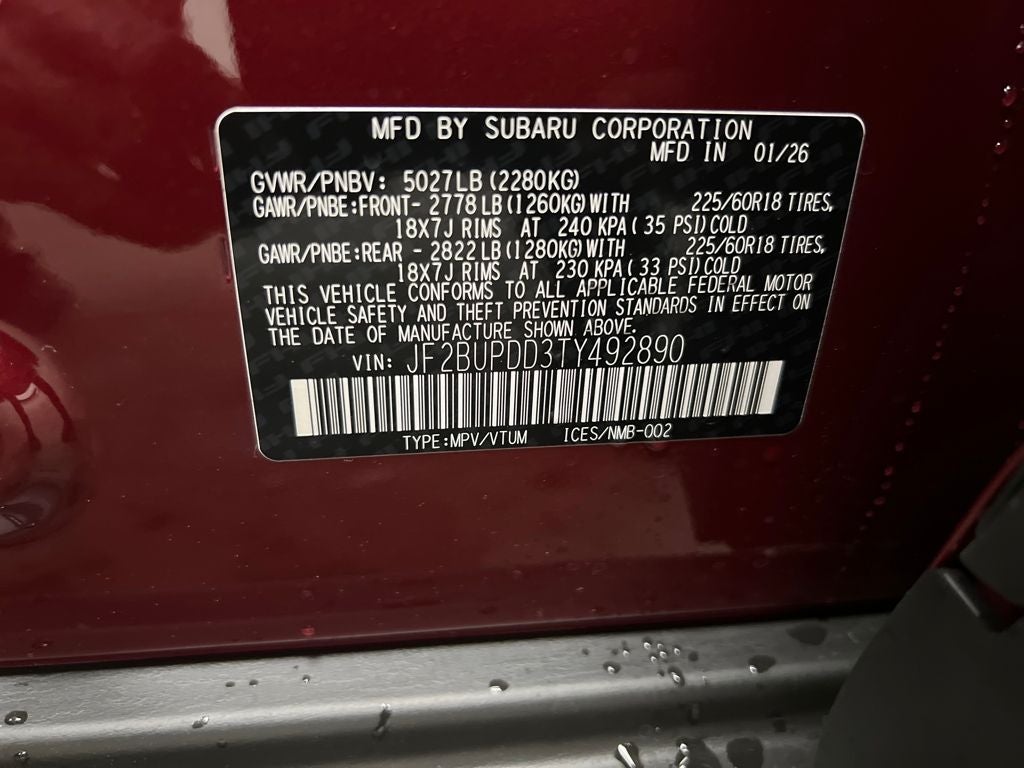 MFD BY SUBARU CORPORATION
MFD IN 01/26
GVWR/PNBV: 5027LB (2280KG)
GAWR/PNBE:FRONT- 2778 LB (1260KG) WITH 225/60R18 TIRES,
18X7J RIMS AT 240 KPA ( 35 PSI) COLD
GAWR/PNBE:REAR - 2822 LB (1280KG) WITH 225/60R18 TIRES,
18X7J RIMS AT 230 KPA ( 33 PSI) COLD
THIS VEHICLE CONFORMS TO ALL APPLICABLE FEDERAL MOTOR
VEHICLE SAFETY AND THEFT PREVENTION STANDARDS IN EFFECT ON
THE DATE OF MANUFACTURE SHOWN ABOVE.
VIN: JF2BUPDD3TY492890
TYPE:MPV/VTUM ICES/NMB-002